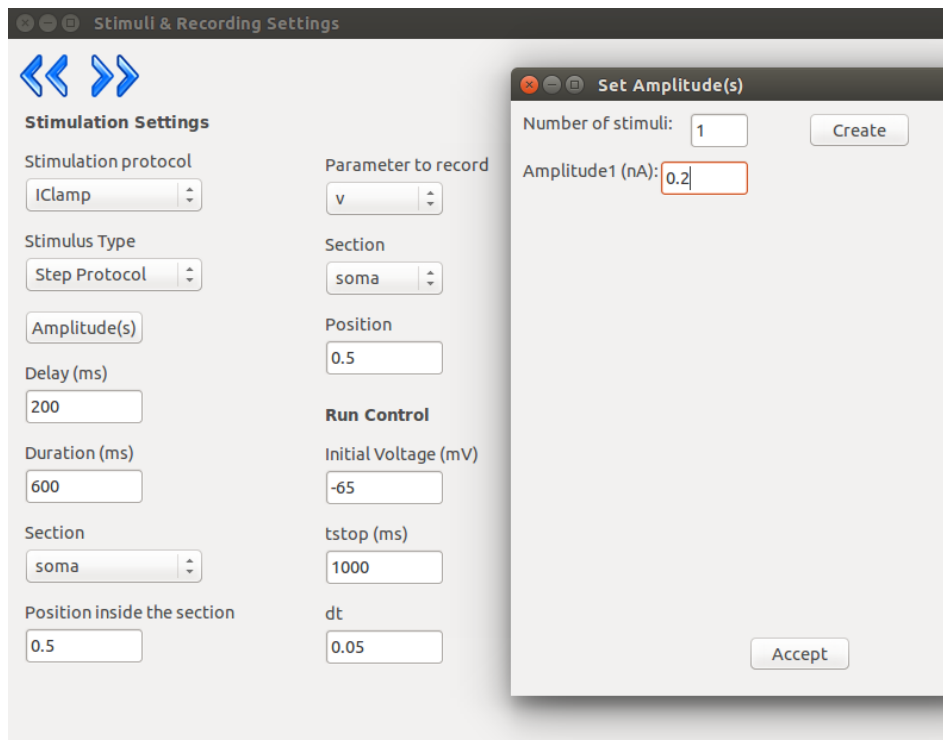 Stimuli & Recording Settings
Stimulation Settings
Stimulation protocol
IClamp
Stimulus Type
Step Protocol
Amplitude(s)
Delay (ms)
200
Duration (ms)
600
Section
soma
Position inside the section
0.5
Parameter to record
v
Section
soma
Position
0.5
Run Control
Initial Voltage (mV)
-65
tstop (ms)
1000
dt
0.05
Set Amplitude(s)
Number of stimuli: 1 Create
Amplitude1 (nA): 0.2
Accept